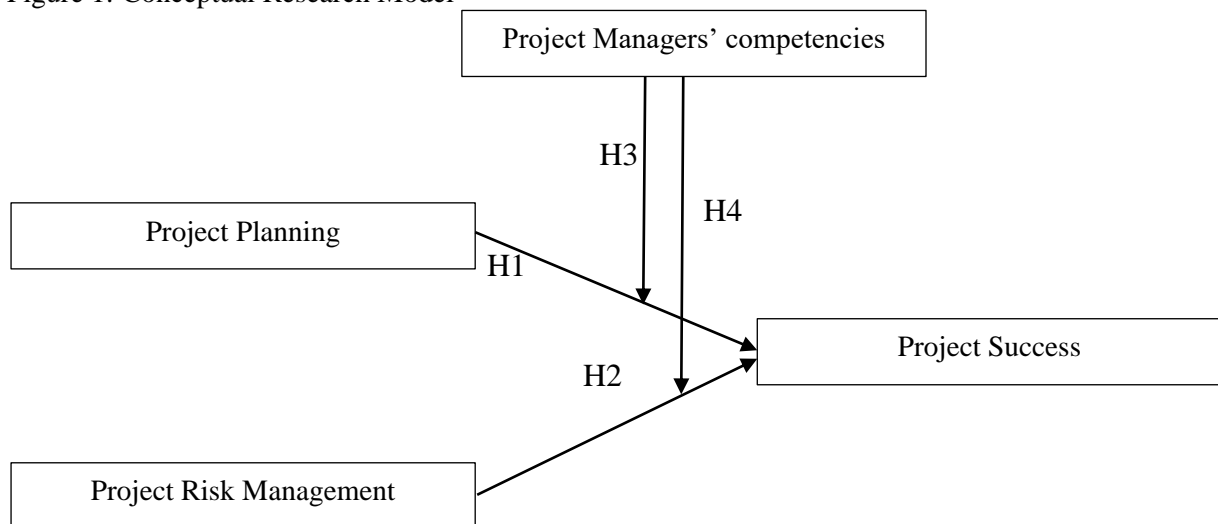 Figure 1: Conceptual Research Model
Project Managers’ competencies
H3
H4
Project Planning
H1
Project Success
H2
Project Risk Management